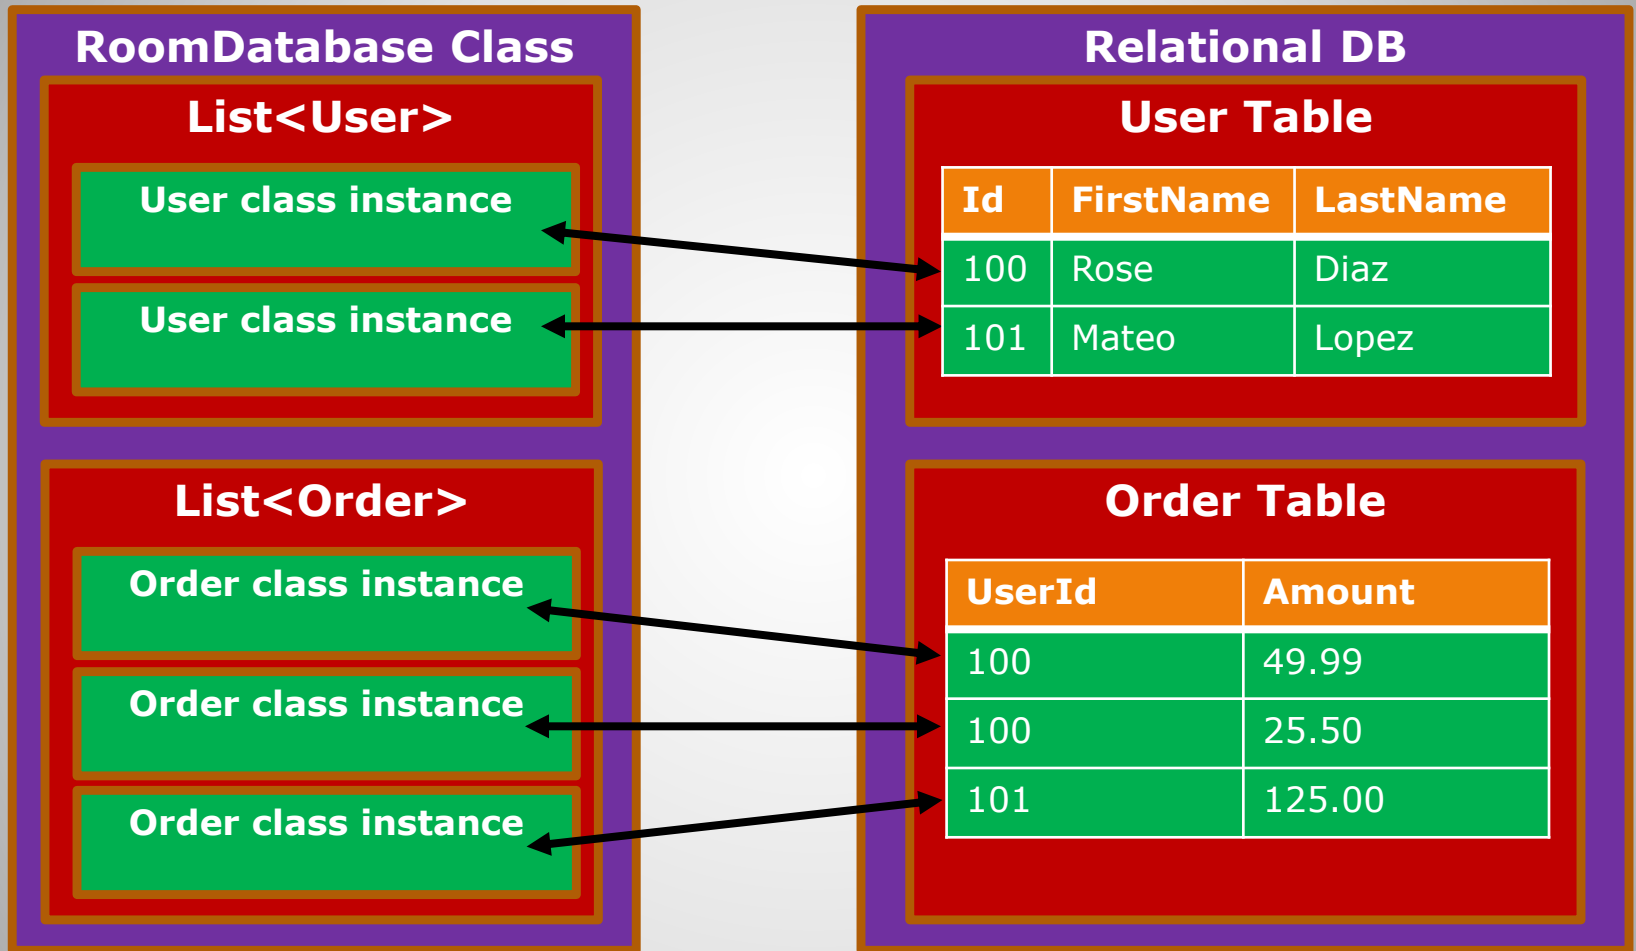 RoomDatabase Class
List<User>
User class instance
User class instance
List<Order>
Order class instance
Order class instance
Order class instance
Relational DB
User Table
Id FirstName LastName
100 Rose Diaz
101 Mateo Lopez
Order Table
UserId Amount
100 49.99
100 25.50
101 125.00